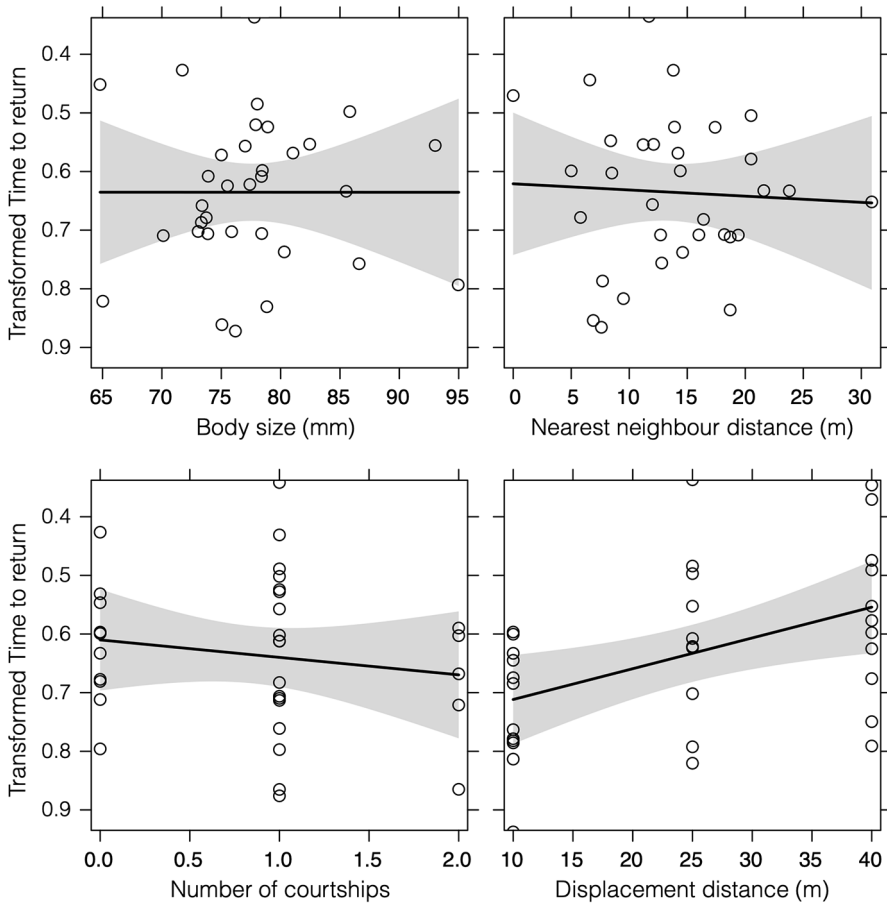 Transformed Time to return
0.4
0.5
0.6
0.7
0.8
0.9
65 70 75 80 85 90 95
Body size (mm)
0 5 10 15 20 25 30
Nearest neighbour distance (m)
Transformed Time to return
0.4
0.5
0.6
0.7
0.8
0.9
0.0 0.5 1.0 1.5 2.0
Number of courtships
10 15 20 25 30 35 40
Displacement distance (m)